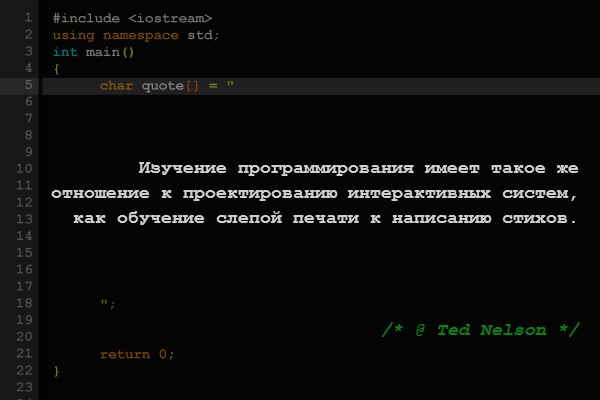 1 #include <iostream>
2 using namespace std;
3 int main()
4 {
5 char quote[] = "
6
7
8
9
10 Изучение программирования имеет такое же
11 отношение к проектированию интерактивных систем,
12
13 как обучение слепой печати к написанию стихов.
14
15
16
17
18 ";
19
/* @ Ted Nelson */
20
21 return 0;
22 }
23